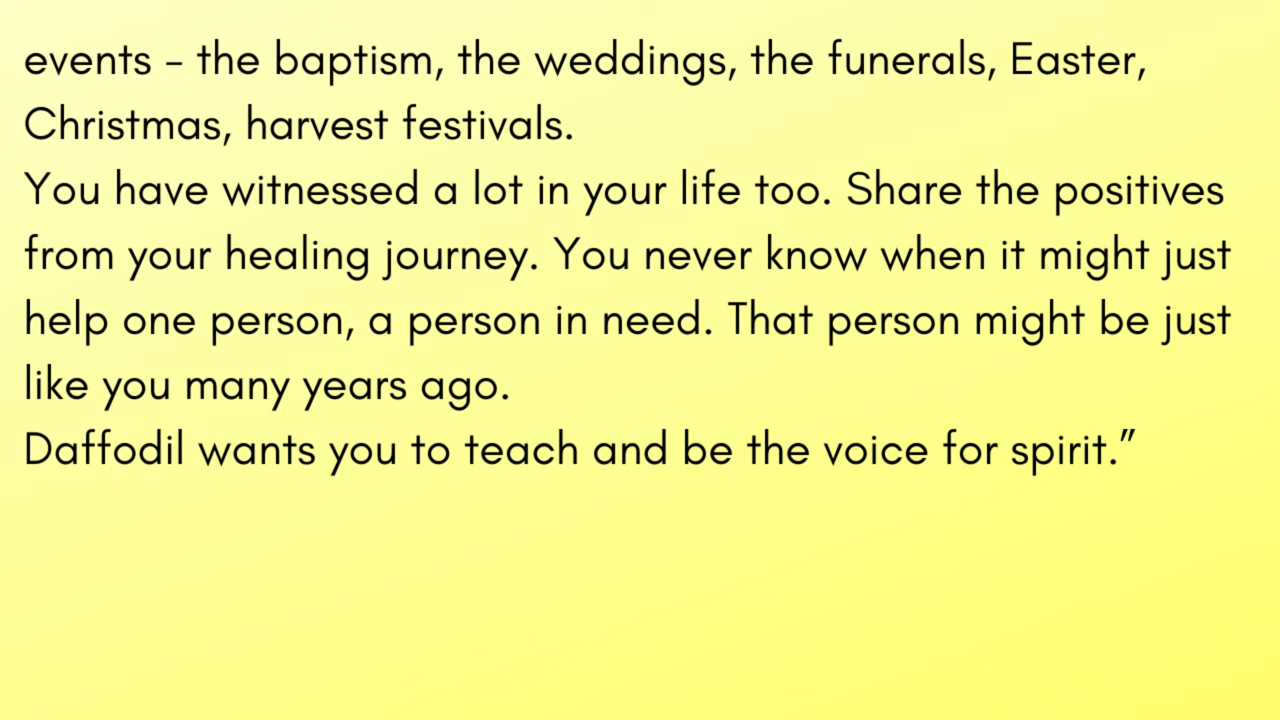 events – the baptism, the weddings, the funerals, Easter,
Christmas, harvest festivals.
You have witnessed a lot in your life too. Share the positives
from your healing journey. You never know when it might just
help one person, a person in need. That person might be just
like you many years ago.
Daffodil wants you to teach and be the voice for spirit.”